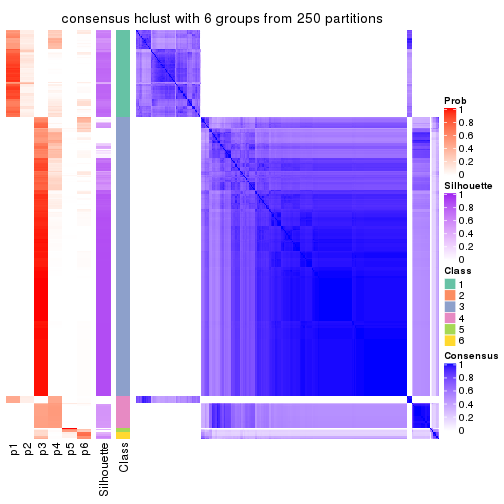 consensus hclust with 6 groups from 250 partitions
Prob
1
0.8
0.6
0.4
0.2
0
Silhouette
1
0.8
0.6
0.4
0.2
0
Class
1
2
3
4
5
6
Consensus
1
0.8
0.6
0.4
0.2
0
p1
p2
p3
p4
p5
p6
Silhouette
Class